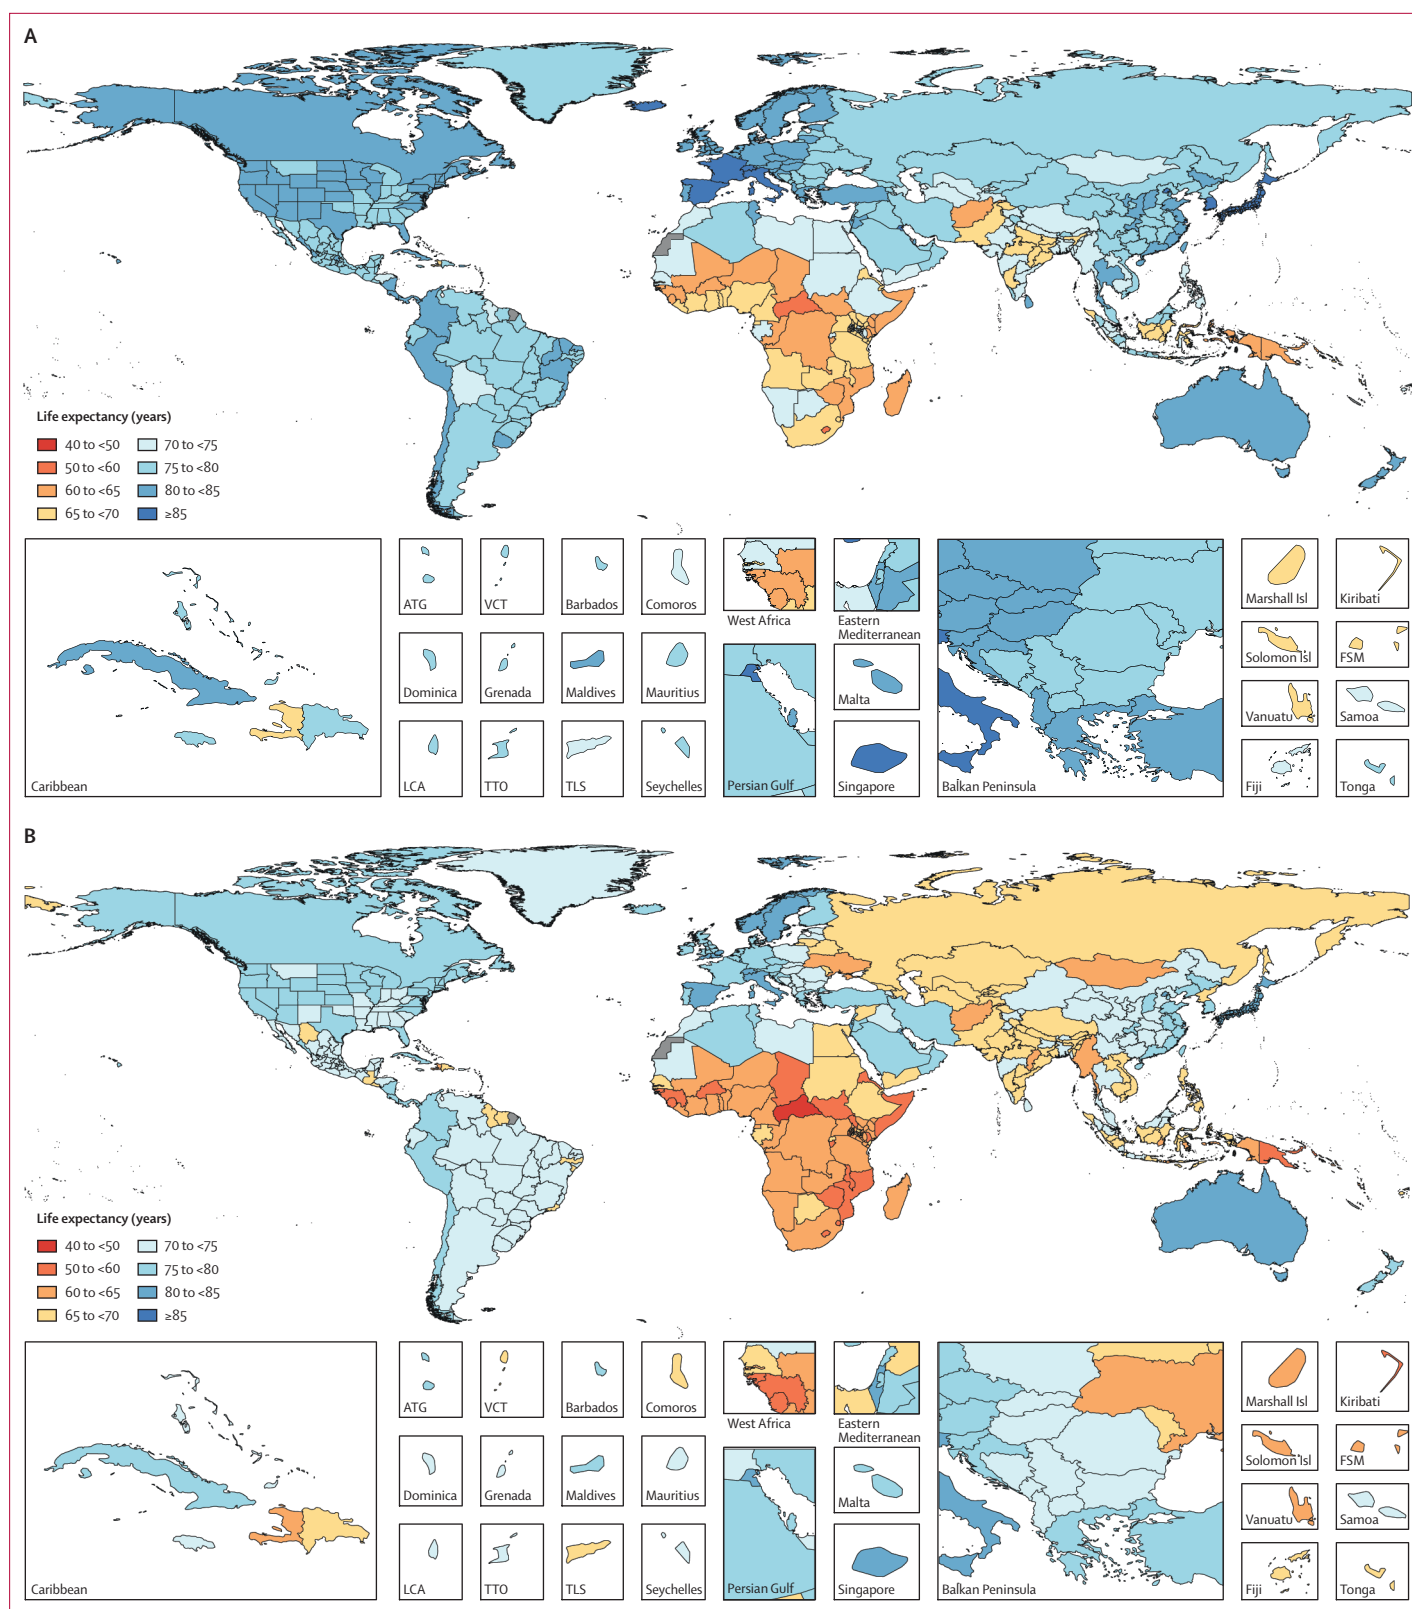 A
Life expectancy (years)
40 to <50
50 to <60
60 to <65
65 to <70
70 to <75
75 to <80
80 to <85
≥85
Caribbean
ATG
VCT
Barbados
Comoros
Dominica
Grenada
Maldives
Mauritius
LCA
TTO
TLS
Seychelles
West Africa
Eastern
Mediterranean
Persian Gulf
Malta
Singapore
Balkan Peninsula
Marshall Isl
Kiribati
Solomon Isl
FSM
Vanuatu
Samoa
Fiji
Tonga
B
Life expectancy (years)
40 to <50
50 to <60
60 to <65
65 to <70
70 to <75
75 to <80
80 to <85
≥85
Caribbean
ATG
VCT
Barbados
Comoros
Dominica
Grenada
Maldives
Mauritius
LCA
TTO
TLS
Seychelles
West Africa
Eastern
Mediterranean
Persian Gulf
Malta
Singapore
Balkan Peninsula
Marshall Isl
Kiribati
Solomon Isl
FSM
Vanuatu
Samoa
Fiji
Tonga